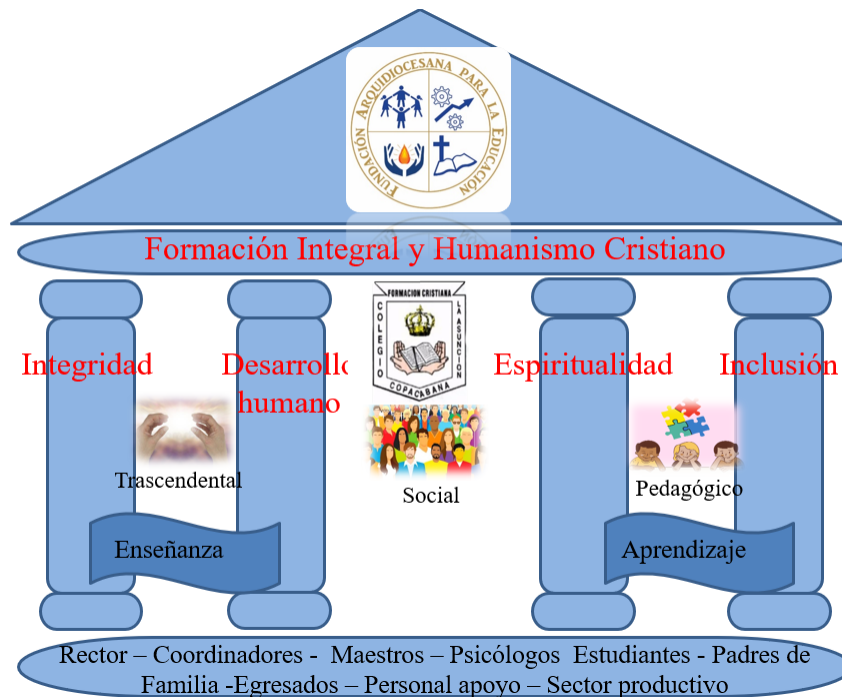 FUNDACIÓN ARQUIDIOCESANA PARA LA EDUCACIÓN
Formación Integral y Humanismo Cristiano
FORMACION CRISTIANA
COLEGIO
LA ASUNCION
COPACABANA
Integridad
Desarrollo
humano
Espiritualidad
Inclusión
Trascendental
Social
Pedagógico
Enseñanza
Aprendizaje
Rector – Coordinadores - Maestros – Psicólogos Estudiantes - Padres de
Familia -Egresados – Personal apoyo – Sector productivo